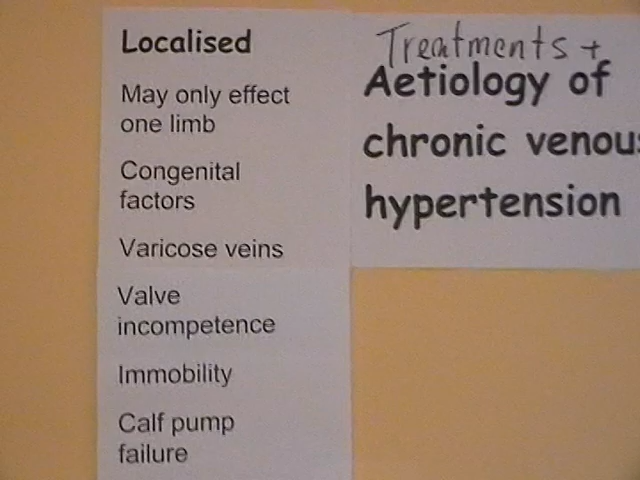 Localised
May only effect
one limb
Congenital
factors
Varicose veins
Valve
incompetence
Immobility
Calf pump
failure
Treatments +
Aetiology of
chronic venous
hypertension